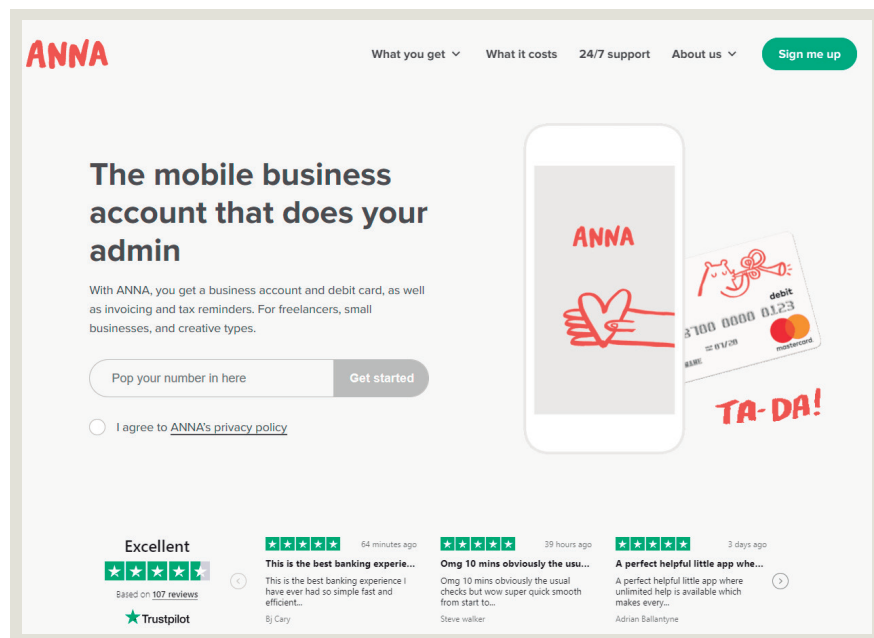 ANNA
What you get
What it costs
24/7 support
About us
Sign me up
The mobile business
account that does your
admin
With ANNA, you get a business account and debit card, as well
as invoicing and tax reminders. For freelancers, small
businesses, and creative types.
Pop your number in here
Get started
I agree to ANNA's privacy policy
ANNA
debit
0000 0123
mastercard
TA-DA!
Excellent
Based on 107 reviews
Trustpilot
64 minutes ago
This is the best banking experie...
This is the best banking experience I
have ever had so simple fast and
efficient...
Bj Cary
39 hours ago
Omg 10 mins obviously the usu...
Omg 10 mins obviously the usual
checks but wow super quick smooth
from start to...
Steve walker
3 days ago
A perfect helpful little app whe...
A perfect helpful little app where
unlimited help is available which
makes every...
Adrian Ballantyne